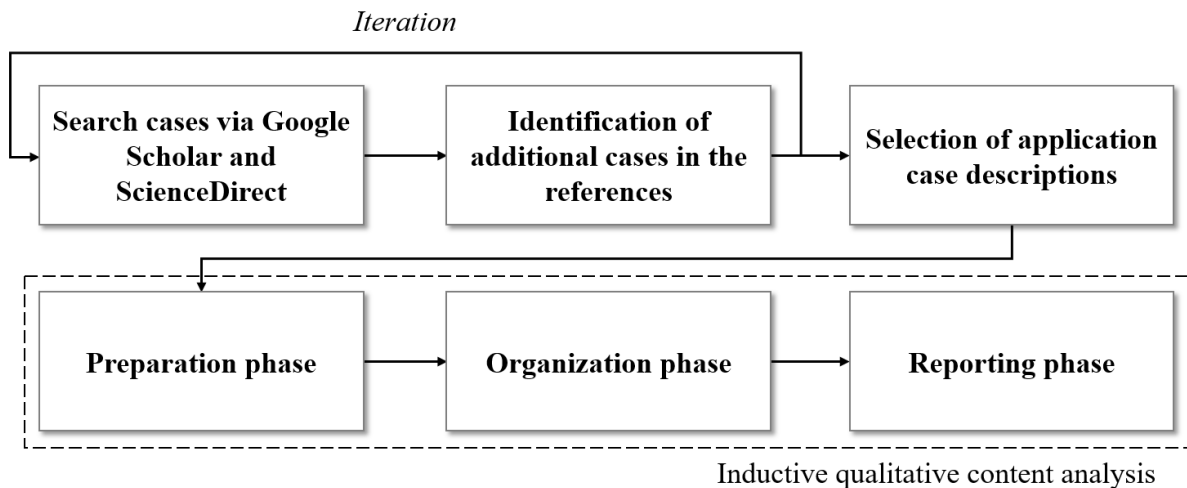 Iteration
Search cases via Google
Scholar and
ScienceDirect
Identification of
additional cases in the
references
Selection of application
case descriptions
Preparation phase
Organization phase
Reporting phase
Inductive qualitative content analysis